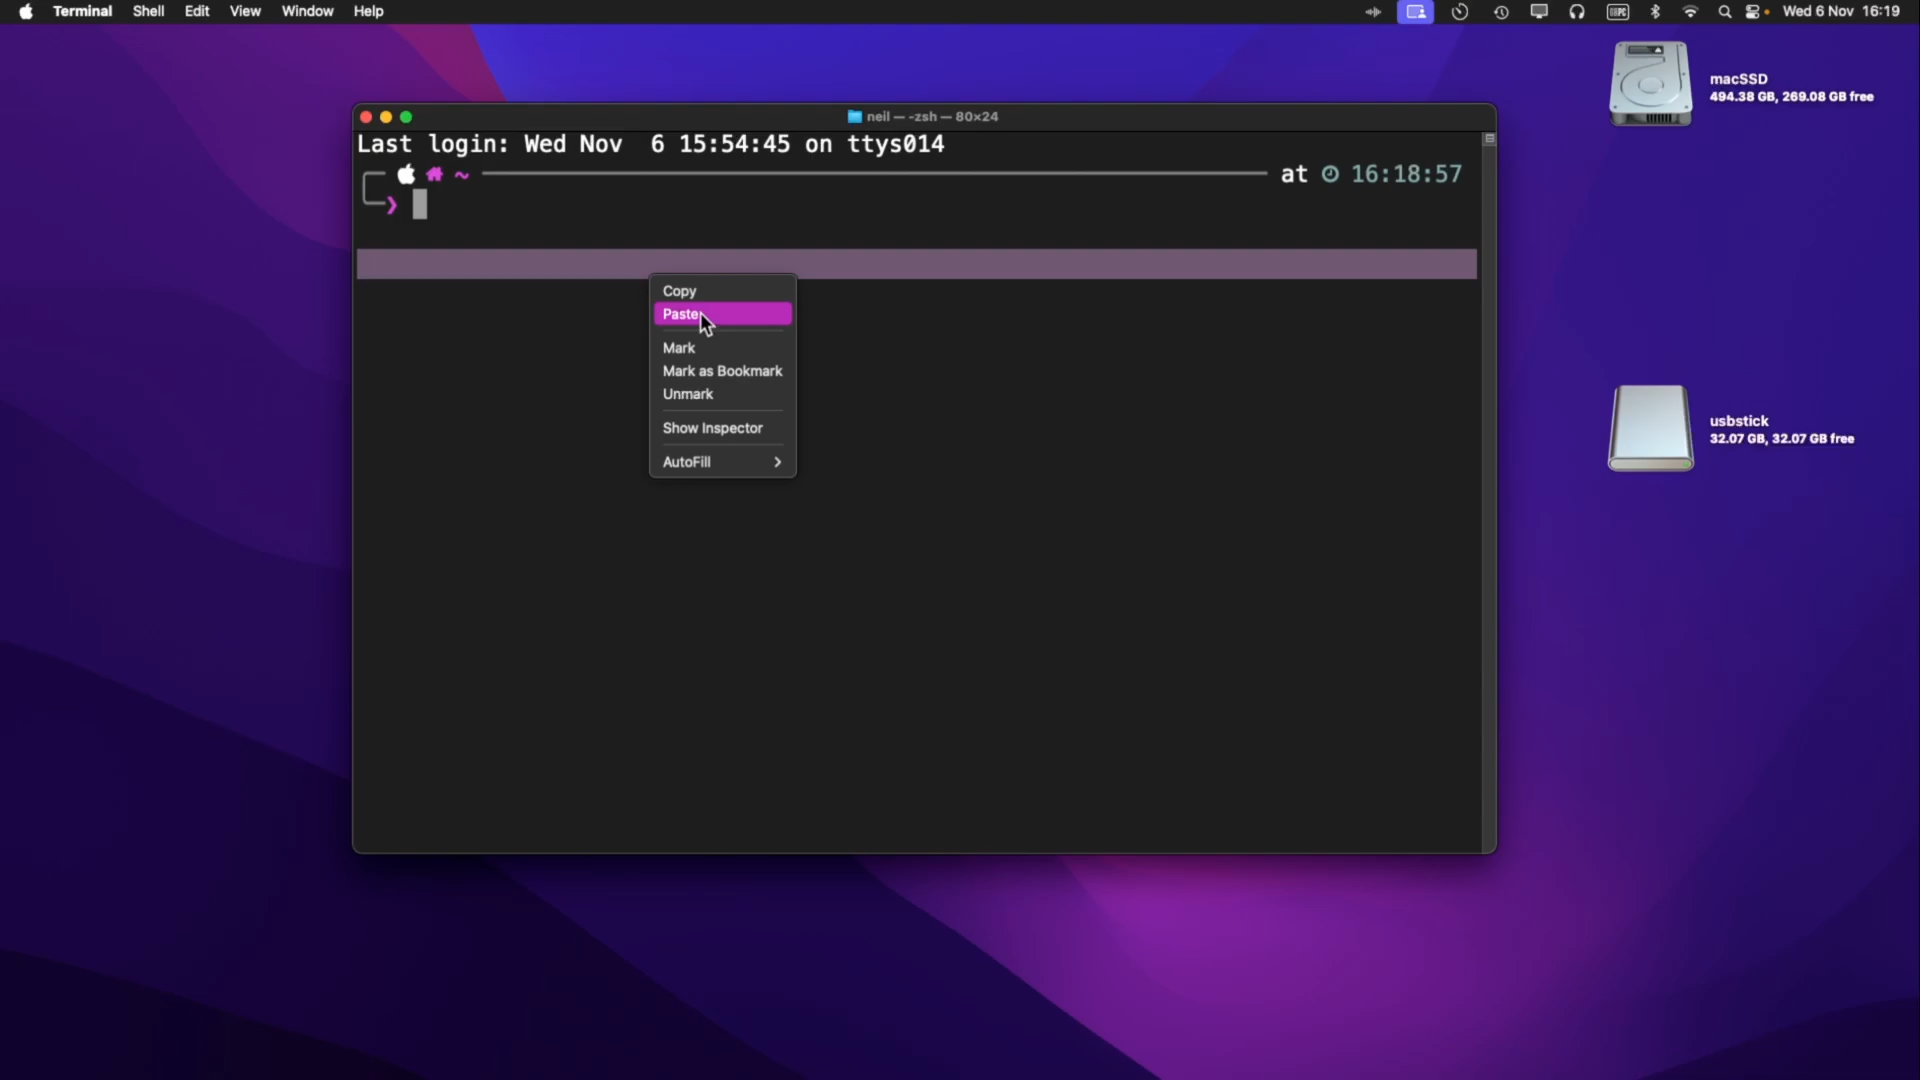 Terminal Shell Edit View Window Help Wed 6 Nov 16:19
macSSD
494.38 GB, 269.08 GB free
neil — -zsh — 80×24
Last login: Wed Nov  6 15:54:45 on ttys014
~ at 16:18:57
❯
Copy
Paste
Mark
Mark as Bookmark
Unmark
Show Inspector
AutoFill
usbstick
32.07 GB, 32.07 GB free